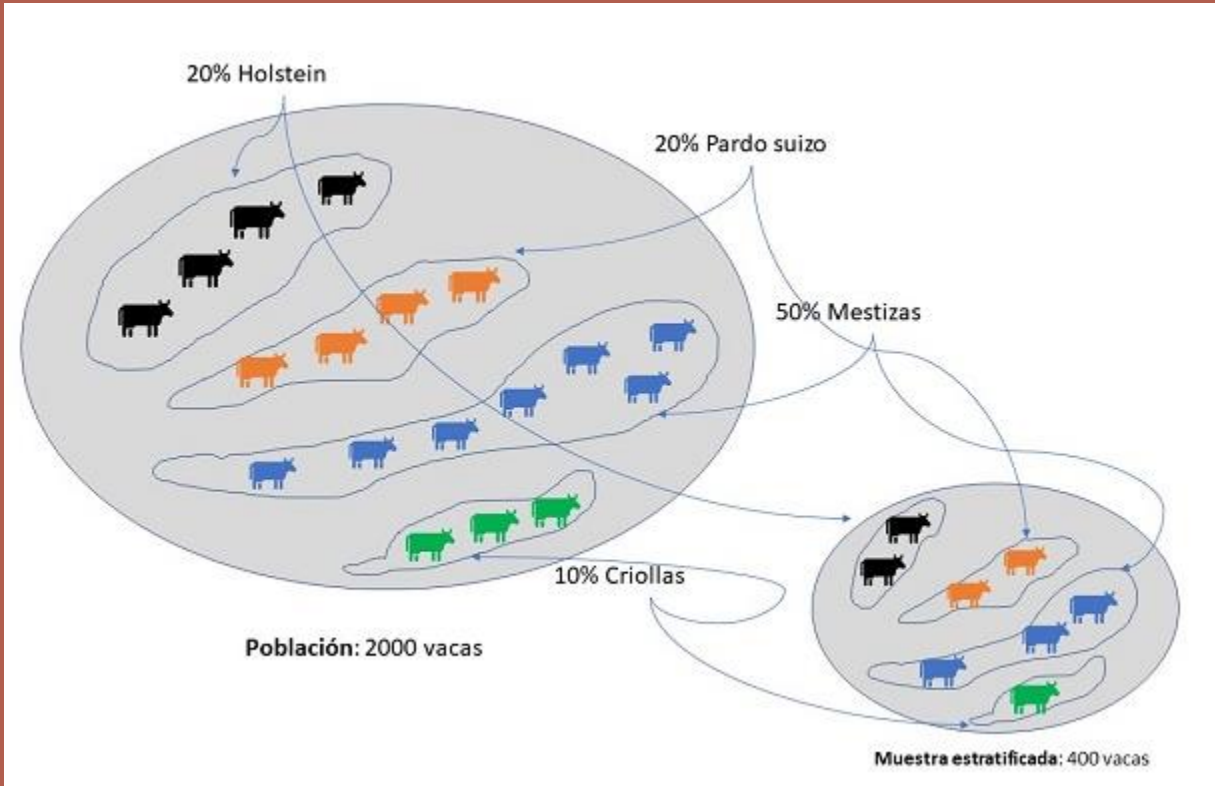 20% Holstein
20% Pardo suizo
50% Mestizas
10% Criollas
Población: 2000 vacas
Muestra estratificada: 400 vacas